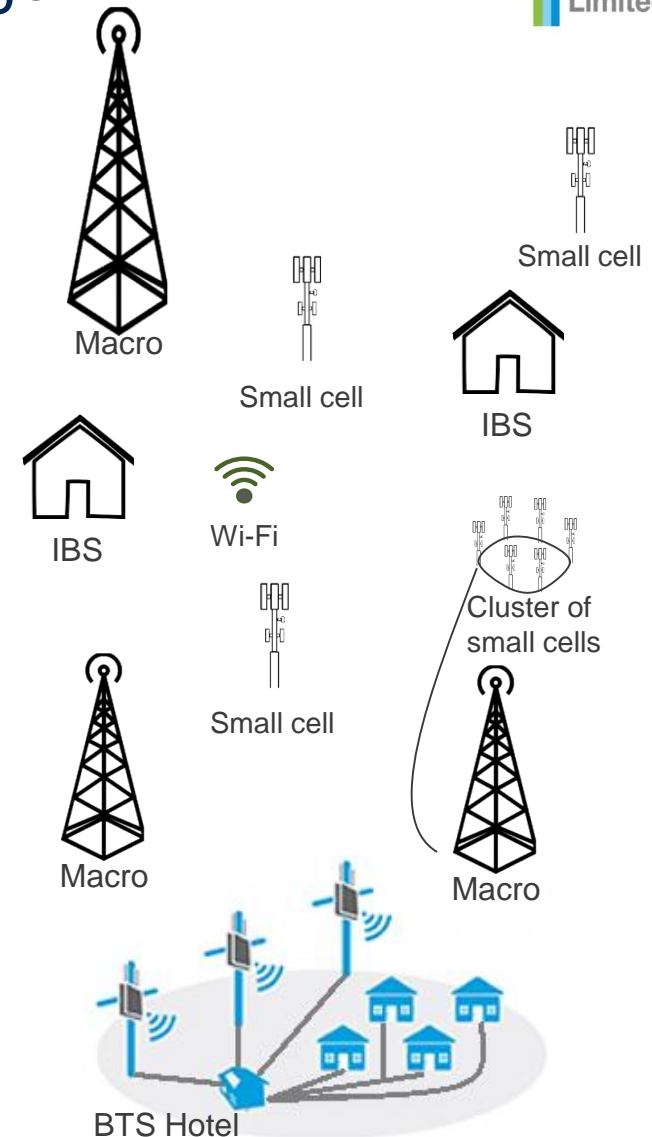 Limite
Small cell
Macro
Small cell
IBS
IBS
Wi-Fi
Cluster of
small cells
Small cell
Macro
Macro
BTS Hotel